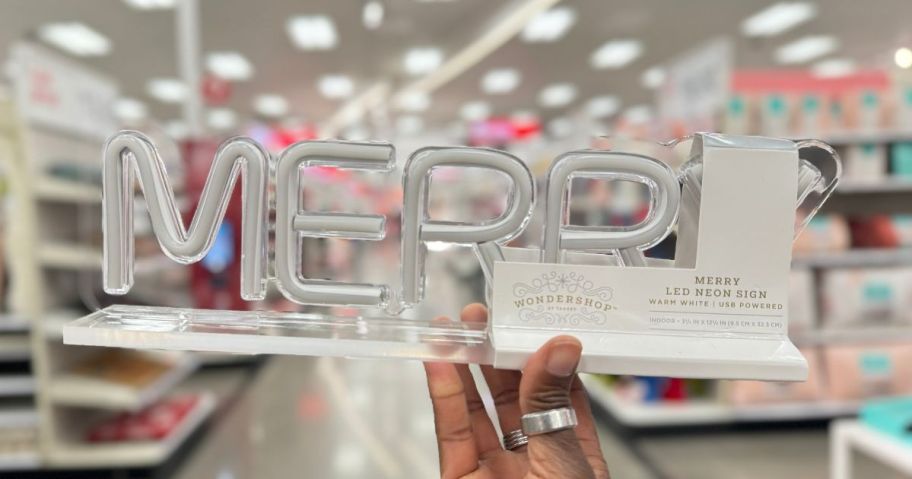 MERR
WONDERSHOP
MERRY
LED NEON SIGN
WARM WHITE | USB POWERED